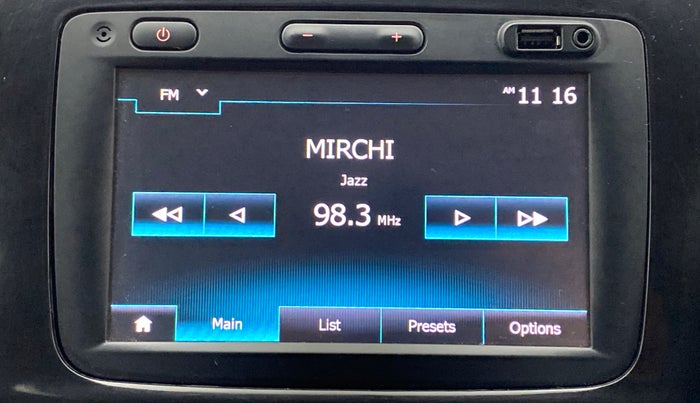 FM
AM 11 16
MIRCHI
Jazz
98.3 MHz
Main
List
Presets
Options